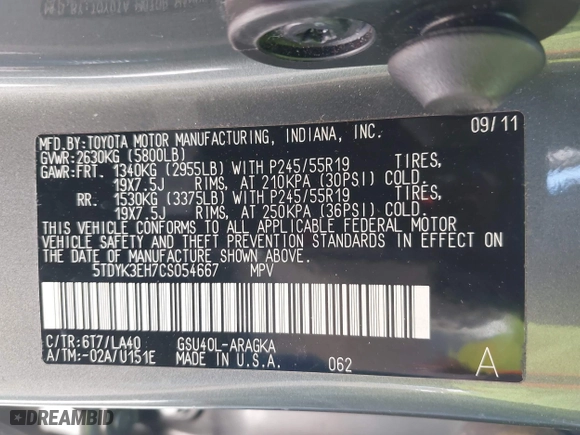 09/11
MFD.BY:TOYOTA MOTOR MANUFACTURING, INDIANA, INC.
GVWR:2630KG (5800LB)
GAWR:FRT. 1340KG (2955LB) WITH P245/55R19 TIRES,
19X7.5J RIMS, AT 210KPA (30PSI) COLD.
RR. 1530KG (3375LB) WITH P245/55R19 TIRES,
19X7.5J RIMS, AT 250KPA (36PSI) COLD.
THIS VEHICLE CONFORMS TO ALL APPLICABLE FEDERAL MOTOR
VEHICLE SAFETY AND THEFT PREVENTION STANDARDS IN EFFECT ON
THE DATE OF MANUFACTURE SHOWN ABOVE.
5TDYK3EH7CS054667 MPV
C/TR:6T7/LA40 GSU40L-ARAGKA
A/TM:-02A/U151E MADE IN U.S.A. 062 A
DREAMBID